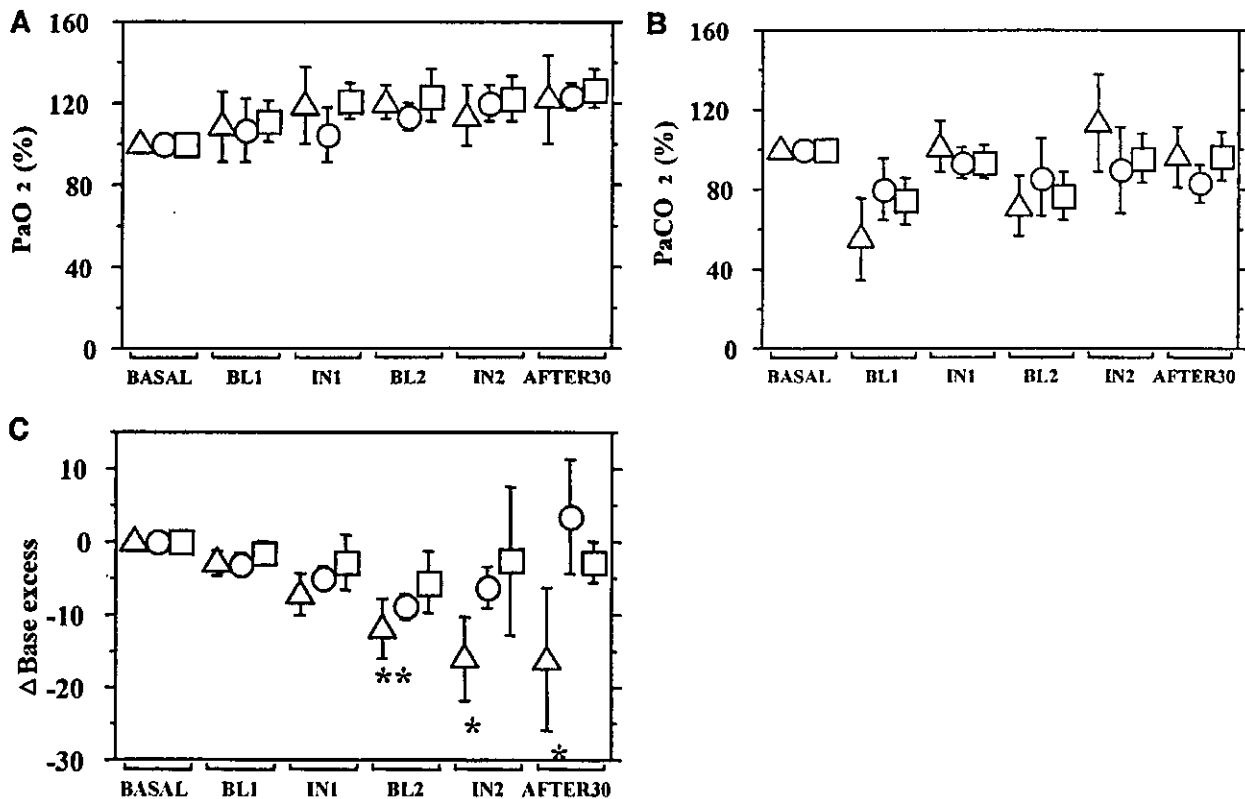 A
PaO 2 (%)
160
120
80
40
0
BASAL BL1 IN1 BL2 IN2 AFTER30
B
PaCO 2 (%)
160
120
80
40
0
BASAL BL1 IN1 BL2 IN2 AFTER30
C
Δ Base excess
10
0
-10
-20
-30
** * *
BASAL BL1 IN1 BL2 IN2 AFTER30